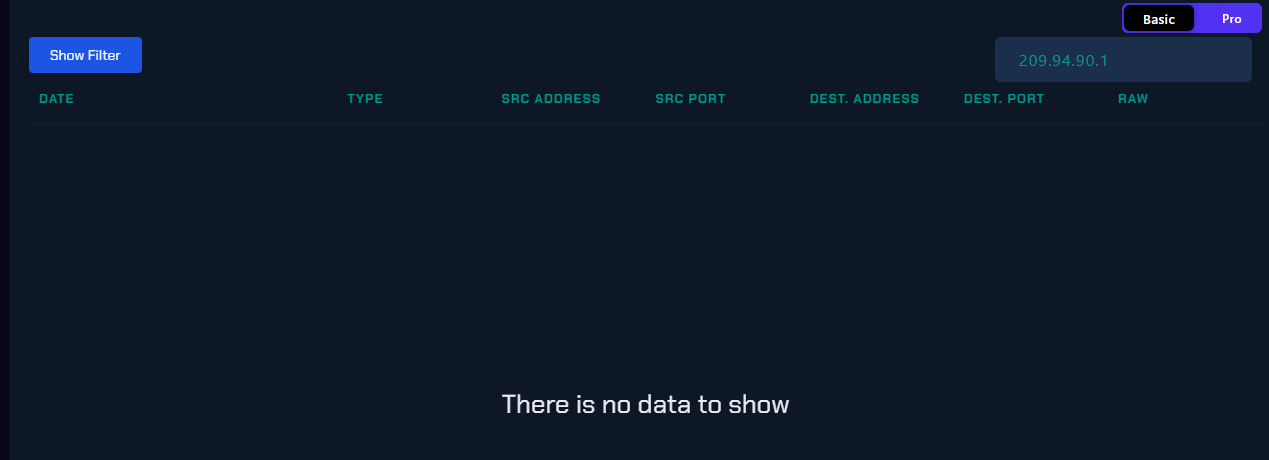 Basic Pro
Show Filter
209.94.90.1
DATE TYPE SRC ADDRESS SRC PORT DEST. ADDRESS DEST. PORT RAW
There is no data to show